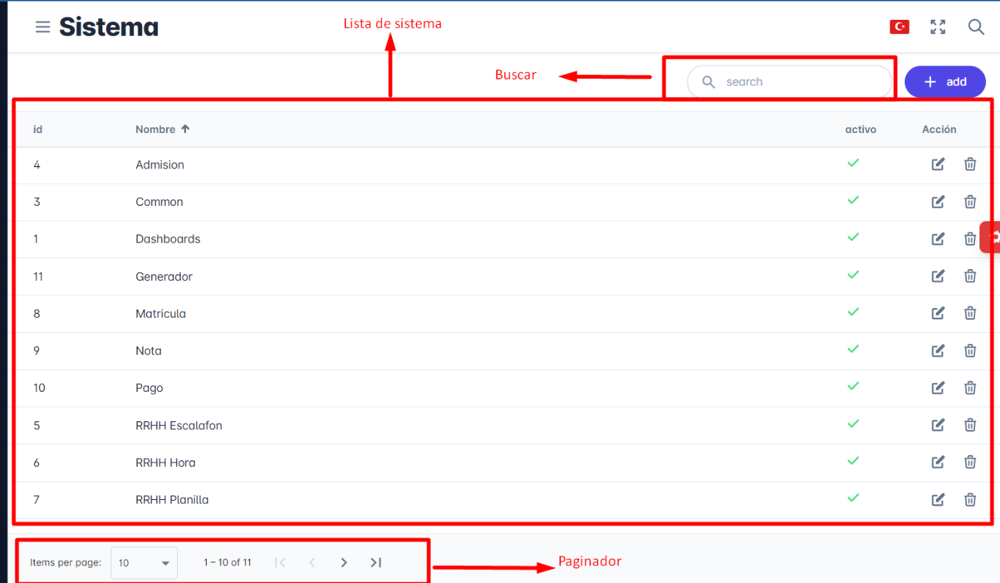 Sistema
Lista de sistema
Buscar
search
add
id Nombre activo Acción
4 Admision
3 Common
1 Dashboards
11 Generador
8 Matricula
9 Nota
10 Pago
5 RRHH Escalafon
6 RRHH Hora
7 RRHH Planilla
Items per page: 10 1 – 10 of 11
Paginador